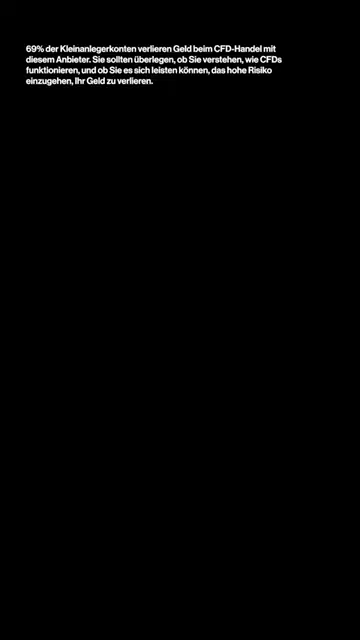 69% der Kleinanlegerkonten verlieren Geld beim CFD-Handel mit
diesem Anbieter. Sie sollten überlegen, ob Sie verstehen, wie CFDs
funktionieren, und ob Sie es sich leisten können, das hohe Risiko
einzugehen, Ihr Geld zu verlieren.